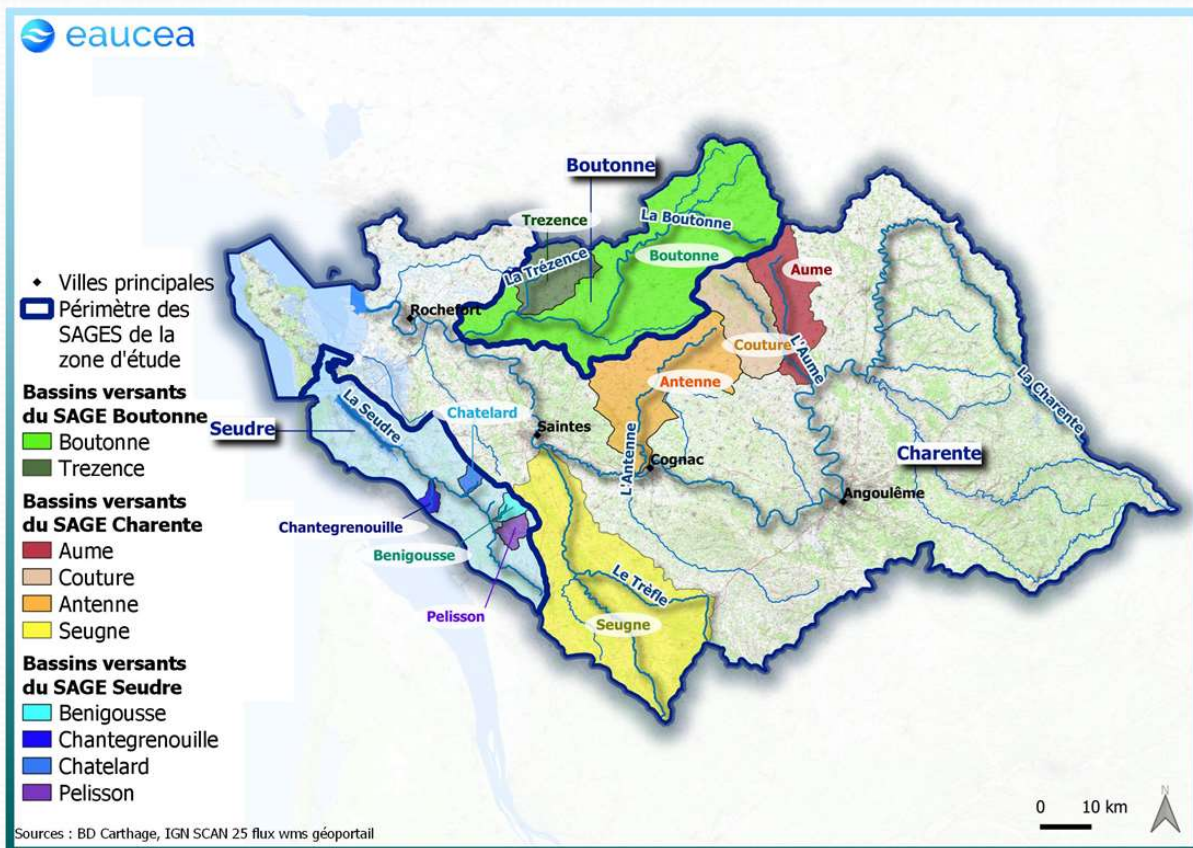 eaucea
Villes principales
Périmètre des
SAGES de la
zone d'étude
Bassins versants
du SAGE Boutonne
Boutonne
Trezence
Bassins versants
du SAGE Charente
Aume
Couture
Antenne
Seugne
Bassins versants
du SAGE Seudre
Benigousse
Chantegrenouille
Chatelard
Pelisson
Sources : BD Carthage, IGN SCAN 25 flux wms géoportail
Boutonne
Trezence
La Boutonne
La Trézence
Boutonne
Aume
Rochefort
Couture
L'Aume
Antenne
La Charente
La Seudre
Chatelard
Seudre
Saintes
L'Antenne
Cognac
Charente
Angoulême
Chantegrenouille
Benigousse
Le Trèfle
Pelisson
Seugne
N
0 10 km